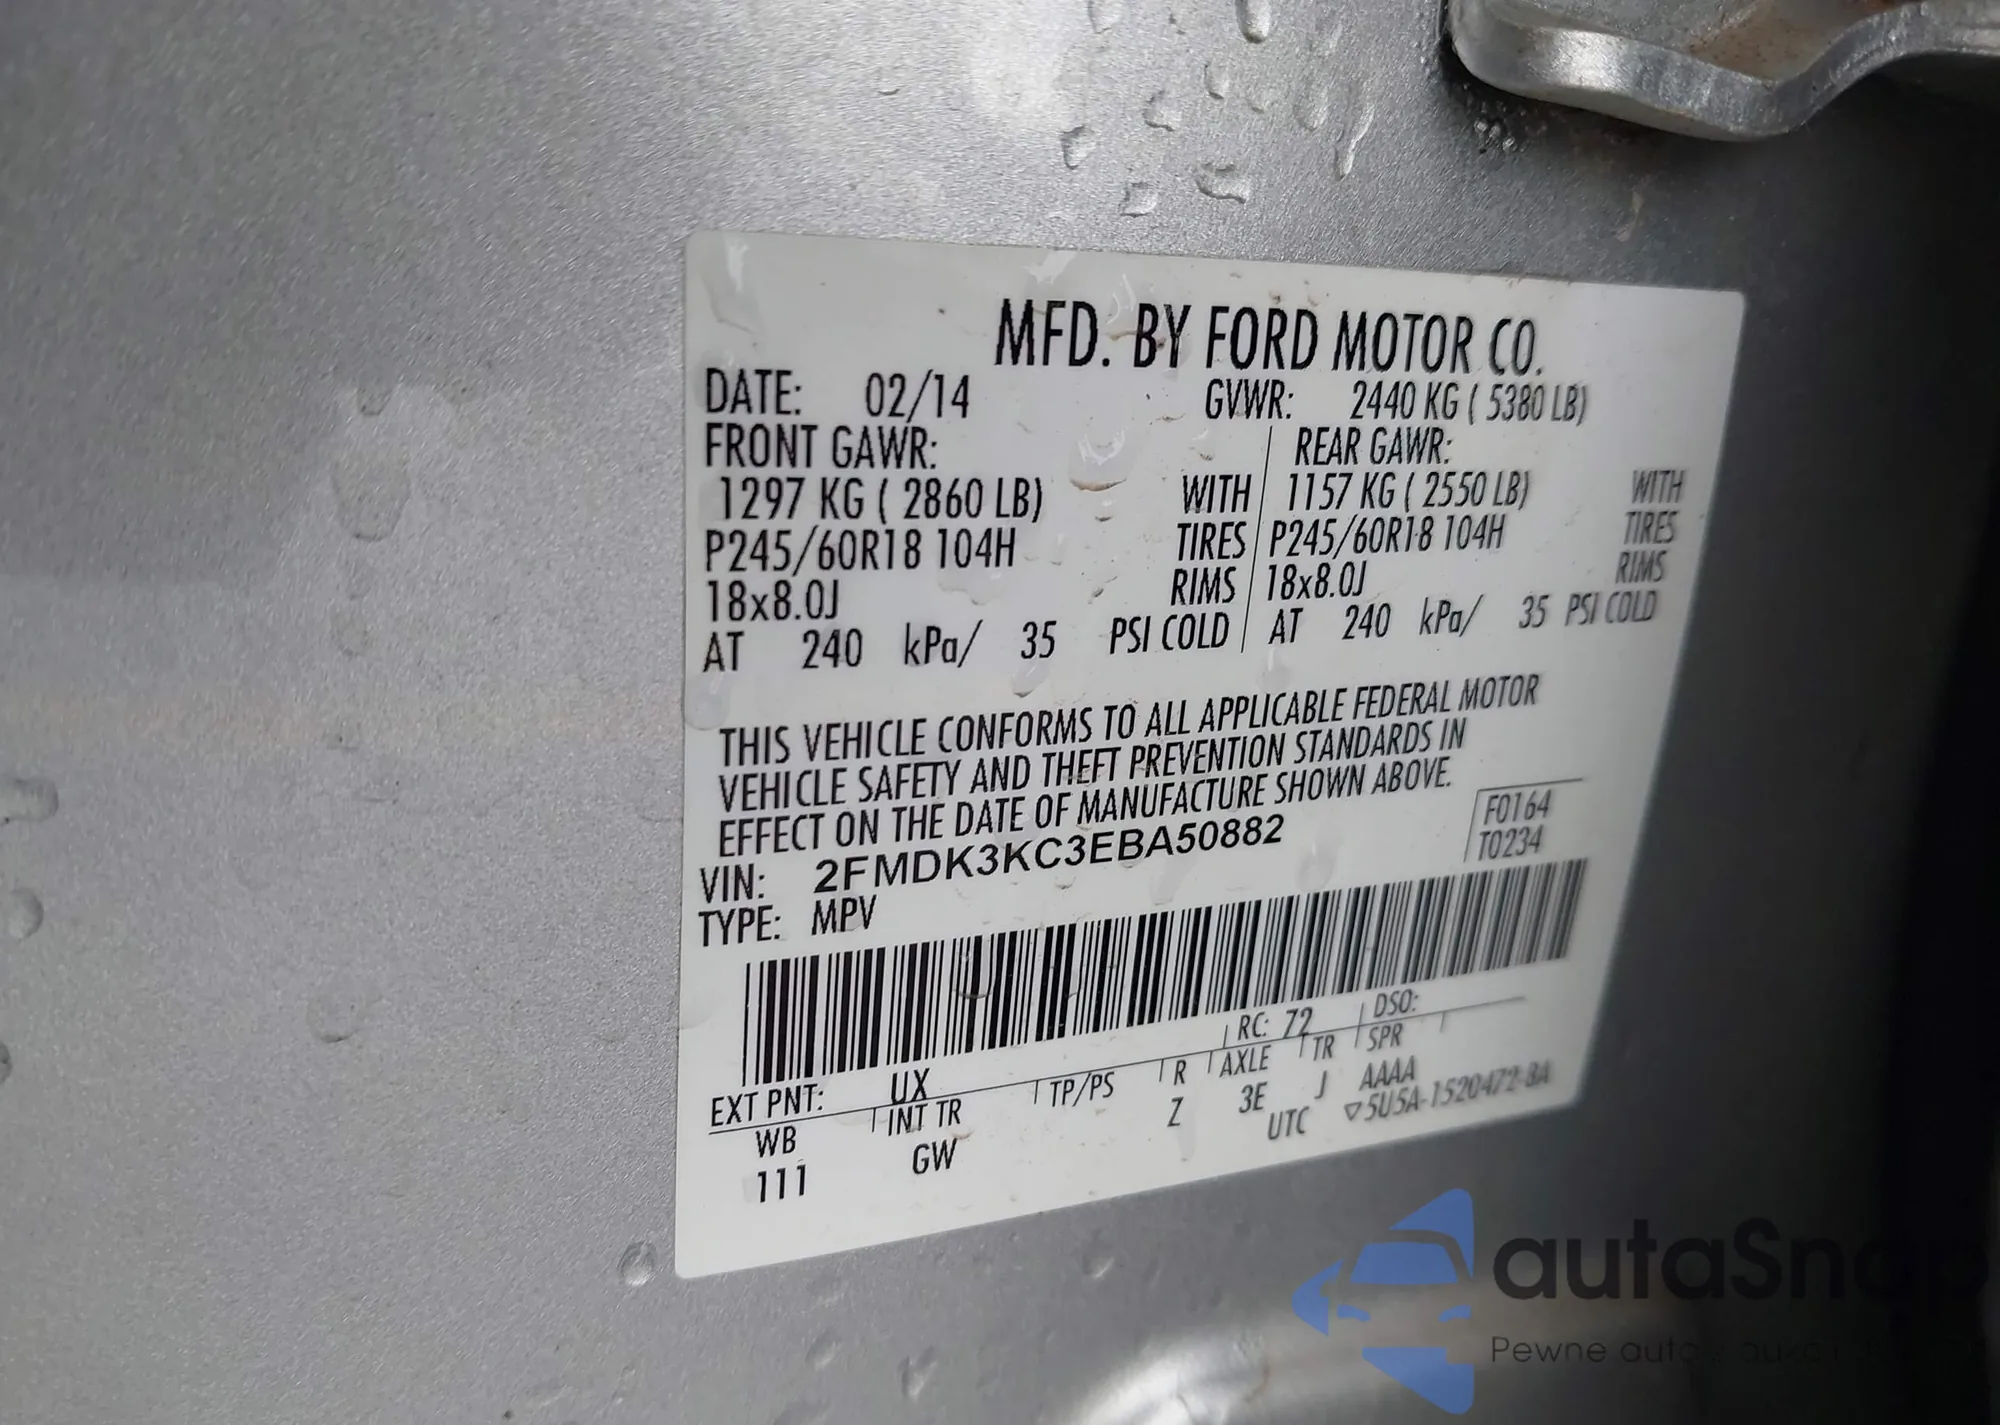 MFD. BY FORD MOTOR CO.
DATE: 02/14 GVWR: 2440 KG ( 5380 LB)
FRONT GAWR: REAR GAWR:
1297 KG ( 2860 LB) WITH 1157 KG ( 2550 LB) WITH
P245/60R18 104H TIRES P245/60R18 104H TIRES
18x8.0J RIMS 18x8.0J RIMS
AT 240 kPa/ 35 PSI COLD AT 240 kPa/ 35 PSI COLD
THIS VEHICLE CONFORMS TO ALL APPLICABLE FEDERAL MOTOR
VEHICLE SAFETY AND THEFT PREVENTION STANDARDS IN
EFFECT ON THE DATE OF MANUFACTURE SHOWN ABOVE.
F0164
T0234
VIN: 2FMDK3KC3EBA50882
TYPE: MPV
RC: 72 DSO:
EXT PNT: UX
WB INT TR TP/PS R AXLE TR SPR
111 GW Z 3E J AAAA
UTC ▽5U5A-1520472-BA
autaSnap
Pewne auta z